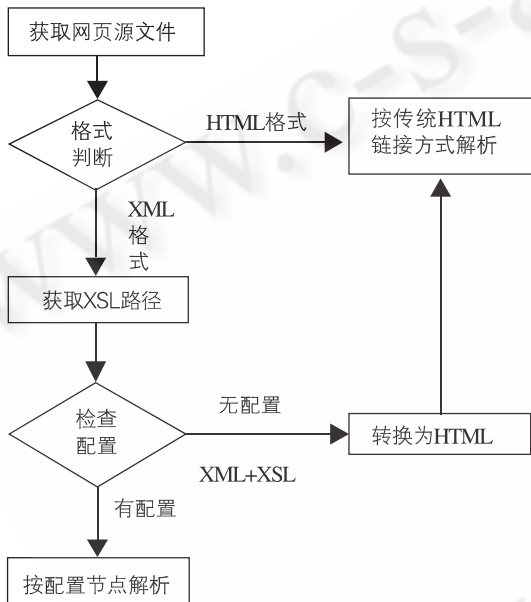 获取网页源文件
格式
判断
HTML格式
按传统HTML
链接方式解析
XML
格
式
获取XSL路径
检查
配置
无配置
XML+XSL
转换为HTML
有配置
按配置节点解析
www.c-s-